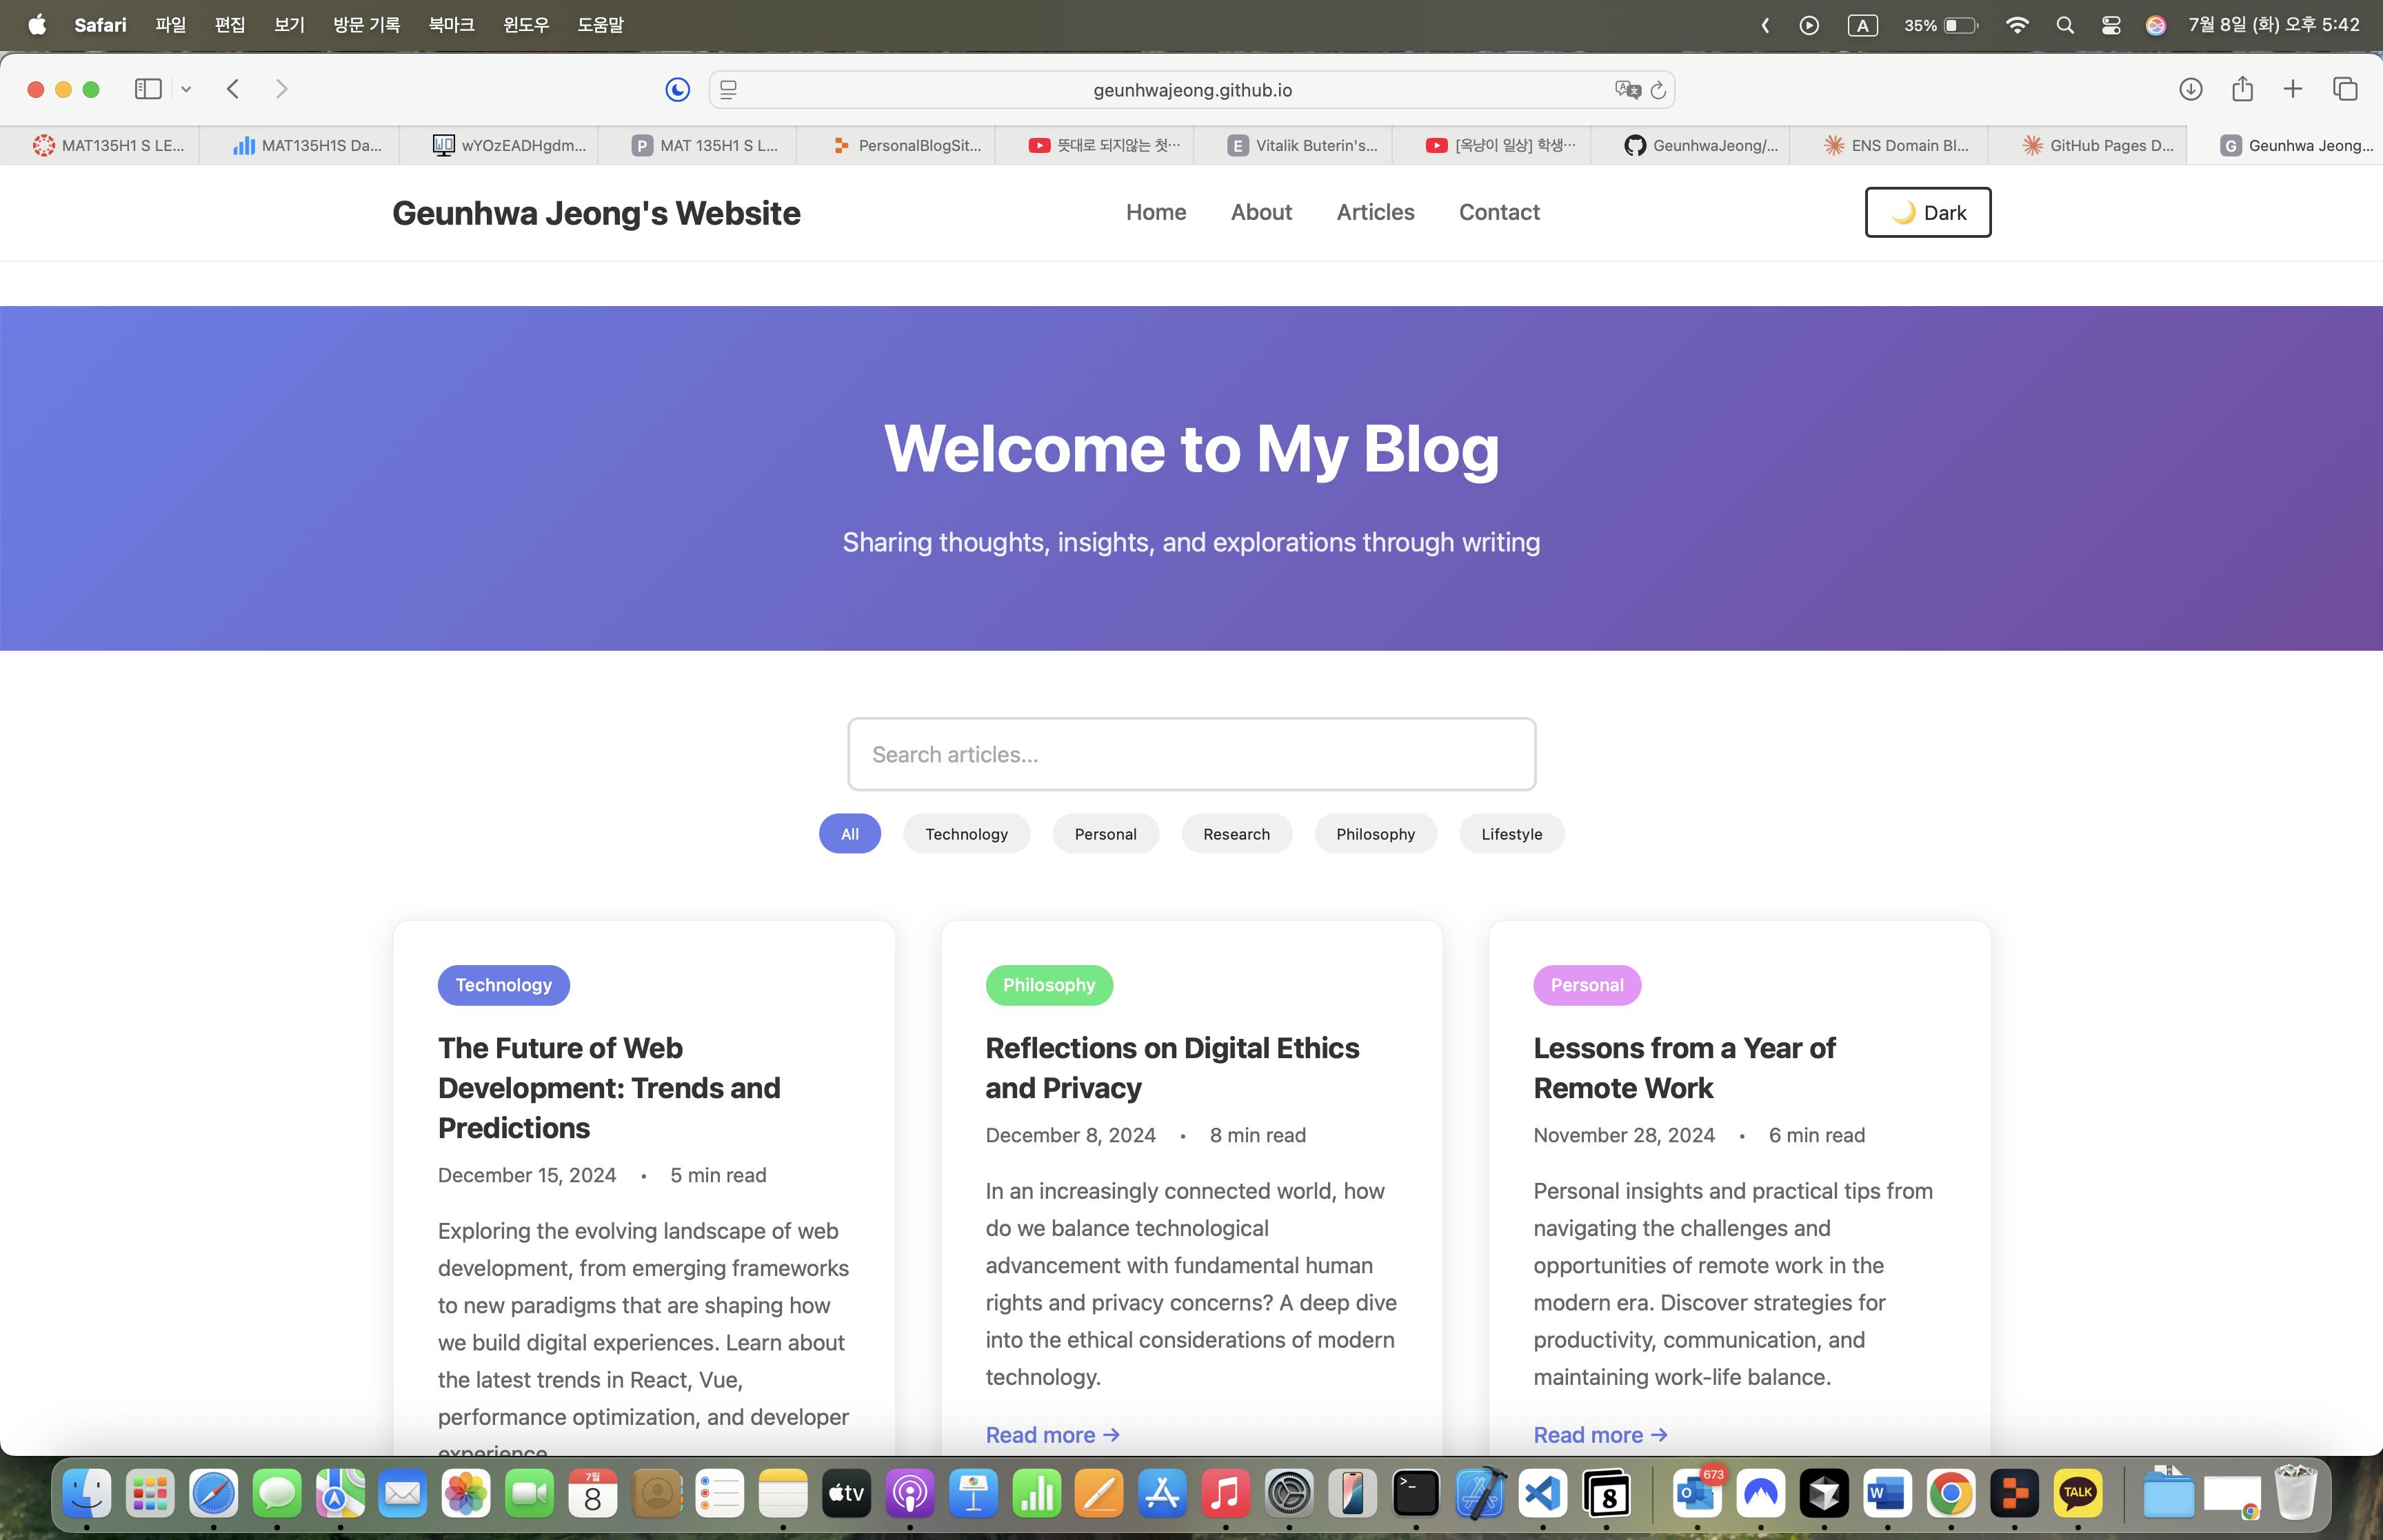 Safari 파일 편집 보기 방문 기록 북마크 윈도우 도움말 A 35% 7월 8일 (화) 오후 5:42
geunhwajeong.github.io
MAT135H1 S LE... MAT135H1S Da... wYOzEADHgdm... P MAT 135H1 S L... PersonalBlogSit... 뜻대로 되지않는 첫... E Vitalik Buterin's... [옥냥이 일상] 학생... GeunhwaJeong/... ENS Domain Bl... GitHub Pages D... G Geunhwa Jeong...
Geunhwa Jeong's Website Home About Articles Contact 🌙 Dark
Welcome to My Blog
Sharing thoughts, insights, and explorations through writing
Search articles...
All Technology Personal Research Philosophy Lifestyle
Technology
The Future of Web
Development: Trends and
Predictions
December 15, 2024 • 5 min read
Exploring the evolving landscape of web
development, from emerging frameworks
to new paradigms that are shaping how
we build digital experiences. Learn about
the latest trends in React, Vue,
performance optimization, and developer
experience
Philosophy
Reflections on Digital Ethics
and Privacy
December 8, 2024 • 8 min read
In an increasingly connected world, how
do we balance technological
advancement with fundamental human
rights and privacy concerns? A deep dive
into the ethical considerations of modern
technology.
Read more →
Personal
Lessons from a Year of
Remote Work
November 28, 2024 • 6 min read
Personal insights and practical tips from
navigating the challenges and
opportunities of remote work in the
modern era. Discover strategies for
productivity, communication, and
maintaining work-life balance.
Read more →
7월
8
tv
8
673
W
TALK